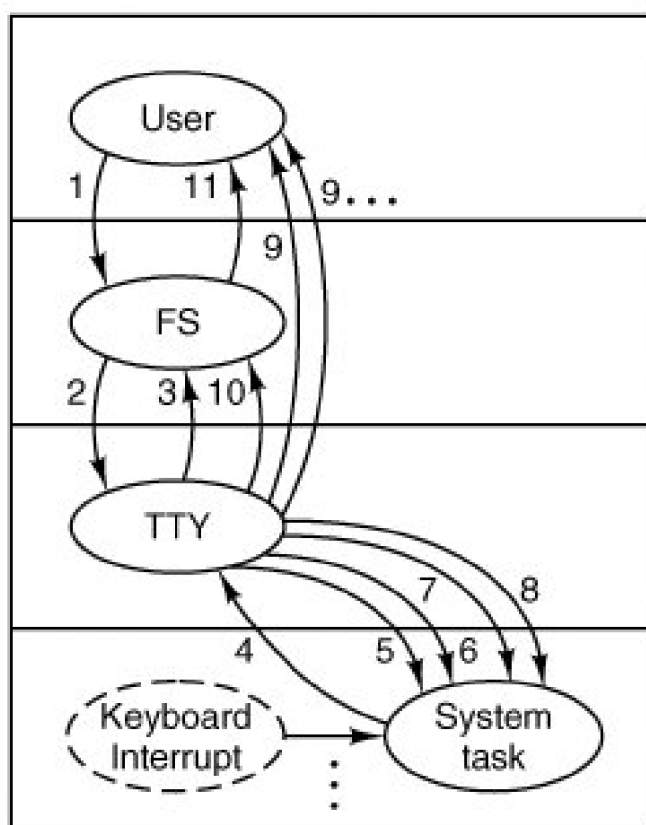 User
1
11
9...
9
FS
2
3
10
TTY
7
8
4
5
6
Keyboard
Interrupt
System
task